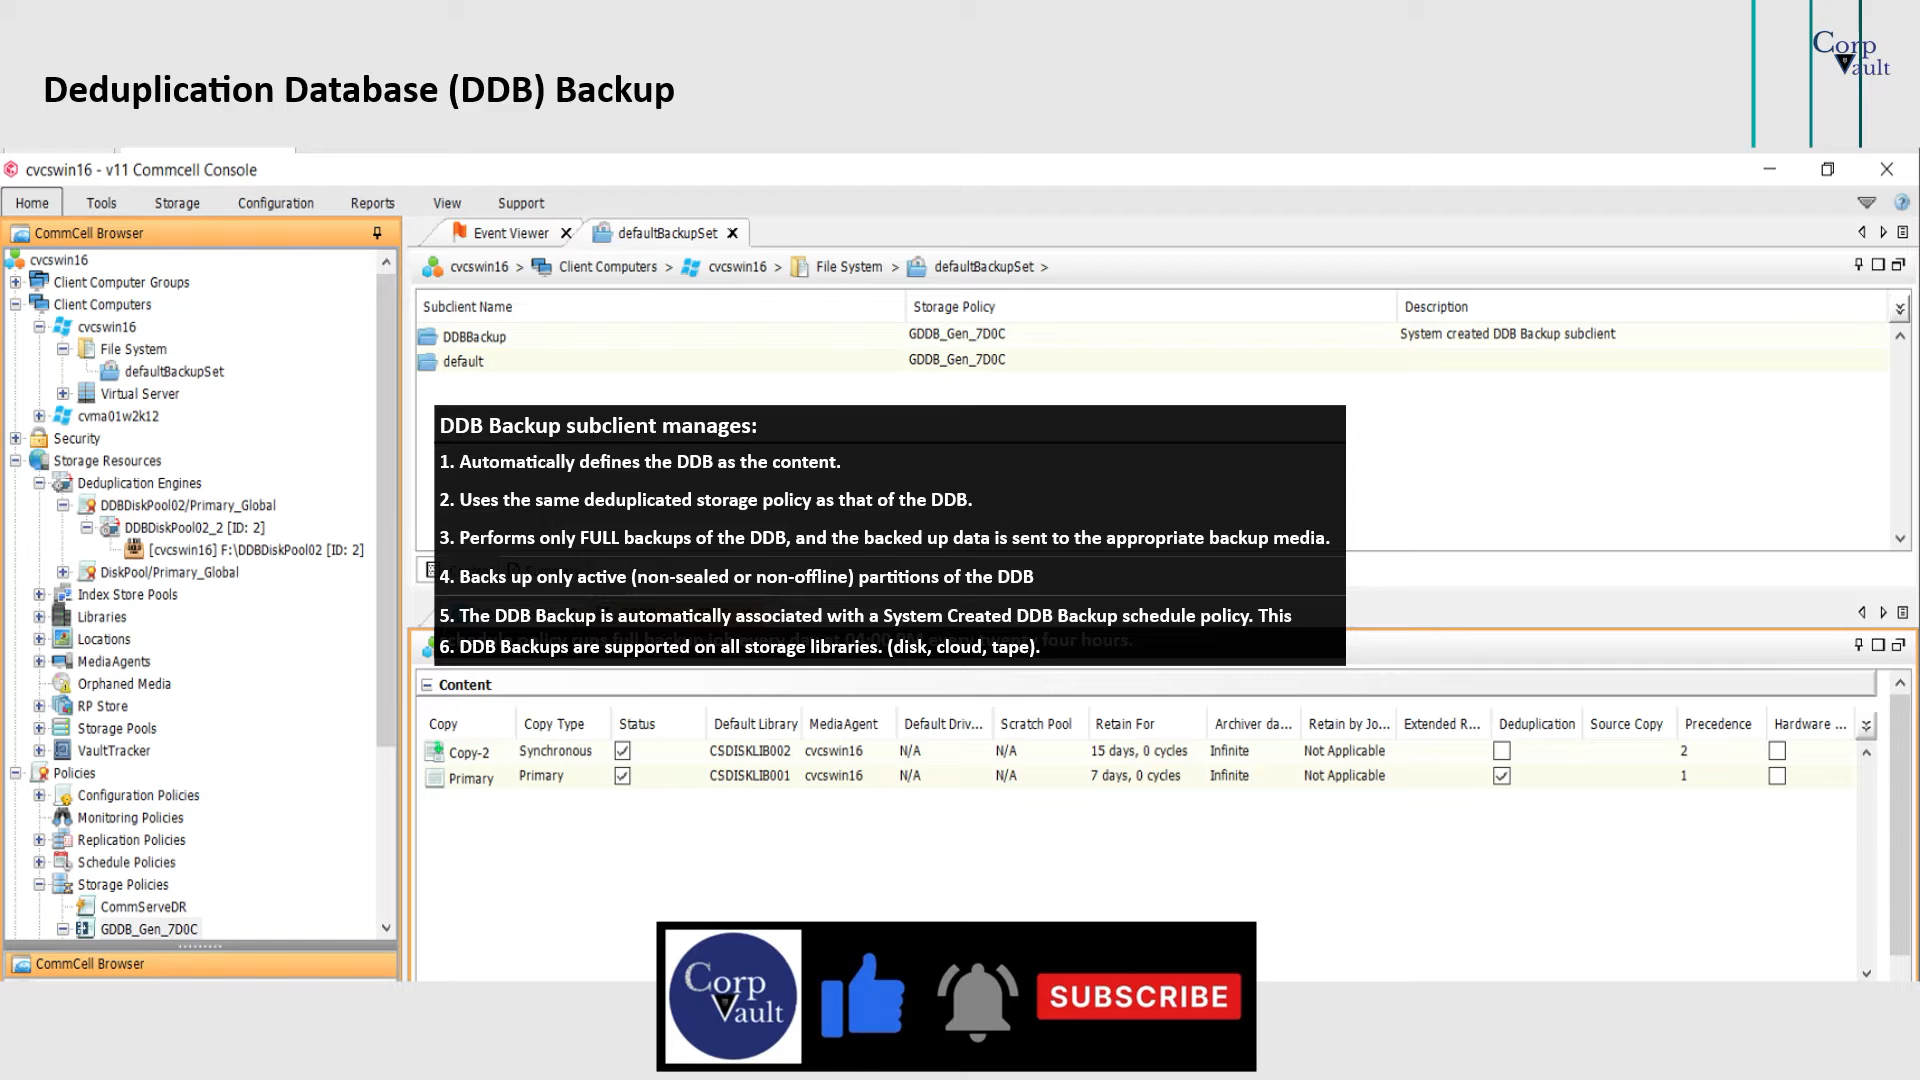 Deduplication Database (DDB) Backup
Corp
Vault
cvcswin16 - v11 Commcell Console
Home Tools Storage Configuration Reports View Support
CommCell Browser
cvcswin16
Client Computer Groups
Client Computers
cvcswin16
File System
defaultBackupSet
Virtual Server
cvma01w2k12
Security
Storage Resources
Deduplication Engines
DDBDiskPool02/Primary_Global
DDBDiskPool02_2 [ID: 2]
[cvcswin16] F:\DDBDiskPool02 [ID: 2]
DiskPool/Primary_Global
Index Store Pools
Libraries
Locations
MediaAgents
Orphaned Media
RP Store
Storage Pools
VaultTracker
Policies
Configuration Policies
Monitoring Policies
Replication Policies
Schedule Policies
Storage Policies
CommServeDR
GDDB_Gen_7D0C
CommCell Browser
Event Viewer defaultBackupSet
cvcswin16 > Client Computers > cvcswin16 > File System > defaultBackupSet >
Subclient Name Storage Policy Description
DDBBackup GDDB_Gen_7D0C System created DDB Backup subclient
default GDDB_Gen_7D0C
DDB Backup subclient manages:
1. Automatically defines the DDB as the content.
2. Uses the same deduplicated storage policy as that of the DDB.
3. Performs only FULL backups of the DDB, and the backed up data is sent to the appropriate backup media.
4. Backs up only active (non-sealed or non-offline) partitions of the DDB
5. The DDB Backup is automatically associated with a System Created DDB Backup schedule policy. This
6. DDB Backups are supported on all storage libraries. (disk, cloud, tape).
Content
Copy Copy Type Status Default Library MediaAgent Default Driv... Scratch Pool Retain For Archiver da... Retain by Jo... Extended R... Deduplication Source Copy Precedence Hardware ...
Copy-2 Synchronous CSDISKLIB002 cvcswin16 N/A N/A 15 days, 0 cycles Infinite Not Applicable 2
Primary Primary CSDISKLIB001 cvcswin16 N/A N/A 7 days, 0 cycles Infinite Not Applicable 1
Corp
Vault
SUBSCRIBE